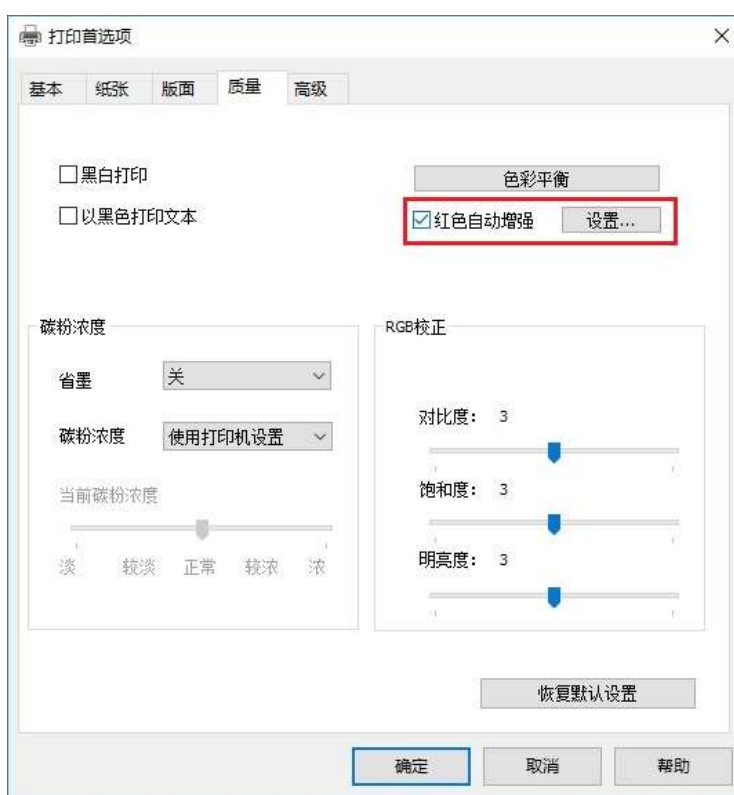 打印首选项
基本 纸张 版面 质量 高级
黑白打印 色彩平衡
以黑色打印文本 红色自动增强 设置...
碳粉浓度 RGB校正
省墨 关
对比度: 3
碳粉浓度 使用打印机设置
当前碳粉浓度 饱和度: 3
淡 较淡 正常 较浓 浓 明亮度: 3
恢复默认设置
确定 取消 帮助